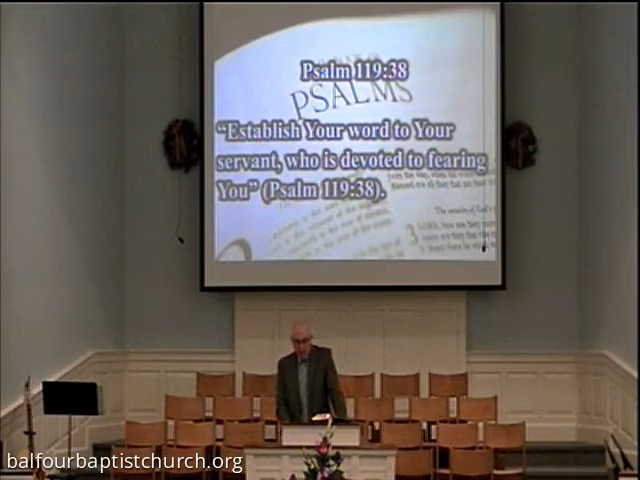 Psalm 119:38
PSALMS
“Establish Your word to Your
servant, who is devoted to fearing
You” (Psalm 119:38).
balfourbaptistchurch.org